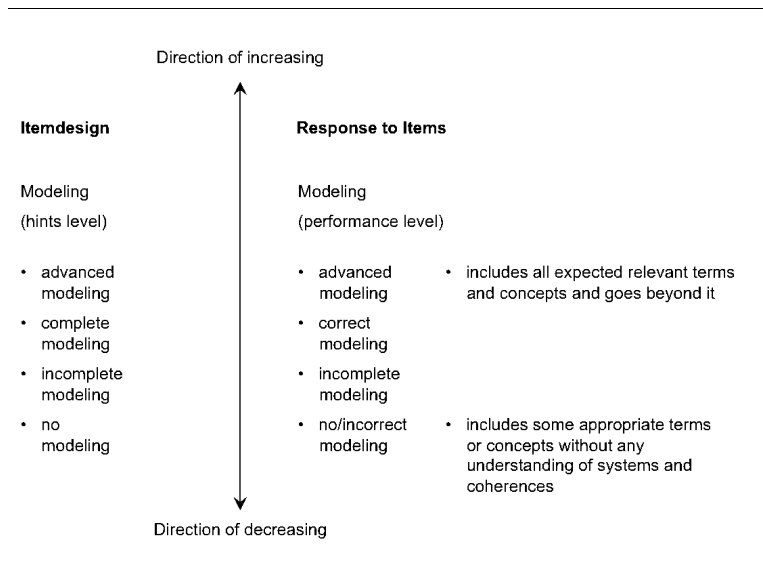 Direction of increasing
Itemdesign
Response to Items
Modeling
(hints level)
Modeling
(performance level)
• advanced
modeling
• complete
modeling
• incomplete
modeling
• no
modeling
• advanced
modeling
• correct
modeling
• incomplete
modeling
• no/incorrect
modeling
• includes all expected relevant terms
and concepts and goes beyond it
• includes some appropriate terms
or concepts without any
understanding of systems and
coherences
Direction of decreasing